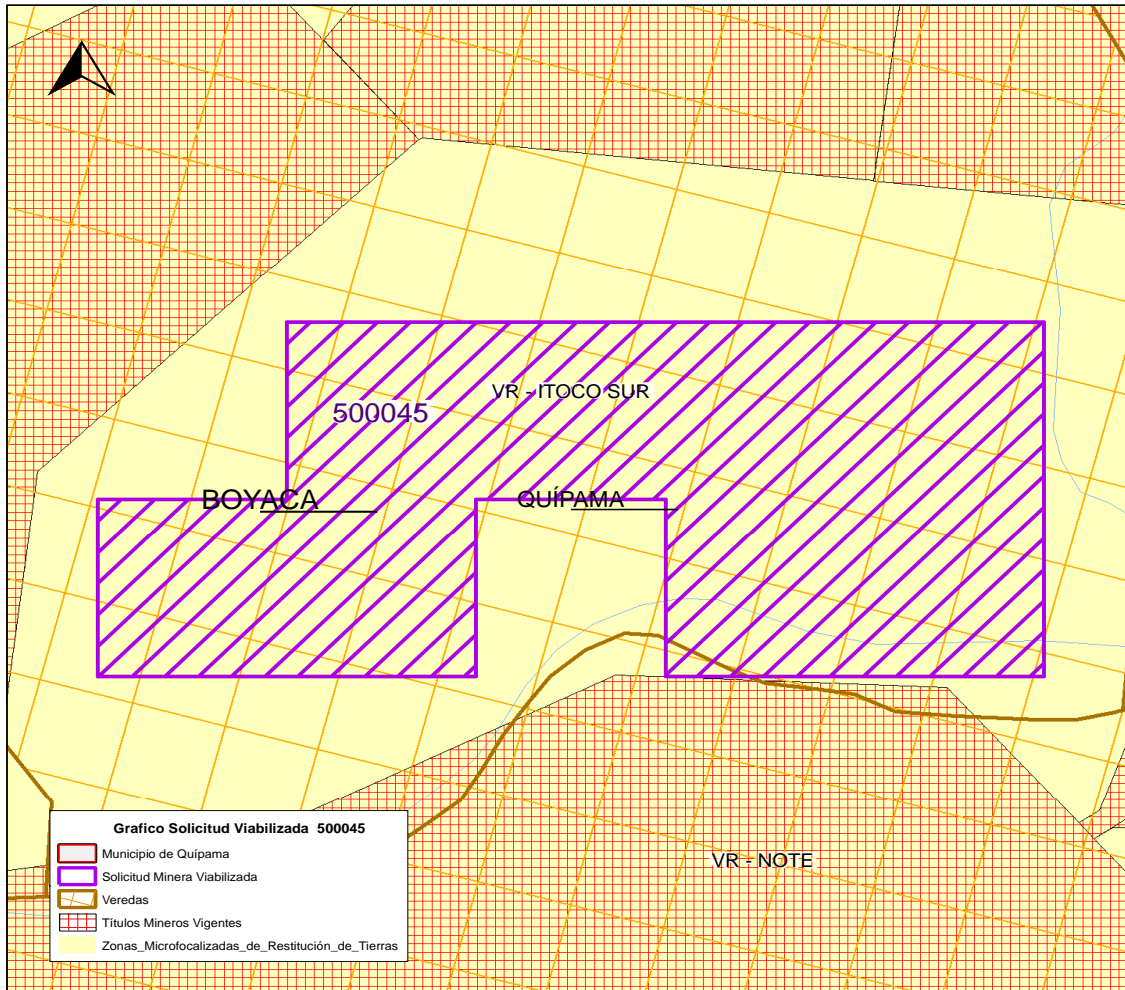 VR - ITOCO SUR
500045
BOYACA
QUÍPAMA
VR - NOTE
Grafico Solicitud Viabilizada 500045
Municipio de Quípama
Solicitud Minera Viabilizada
Veredas
Títulos Mineros Vigentes
Zonas_Microfocalizadas_de_Restitución_de_Tierras